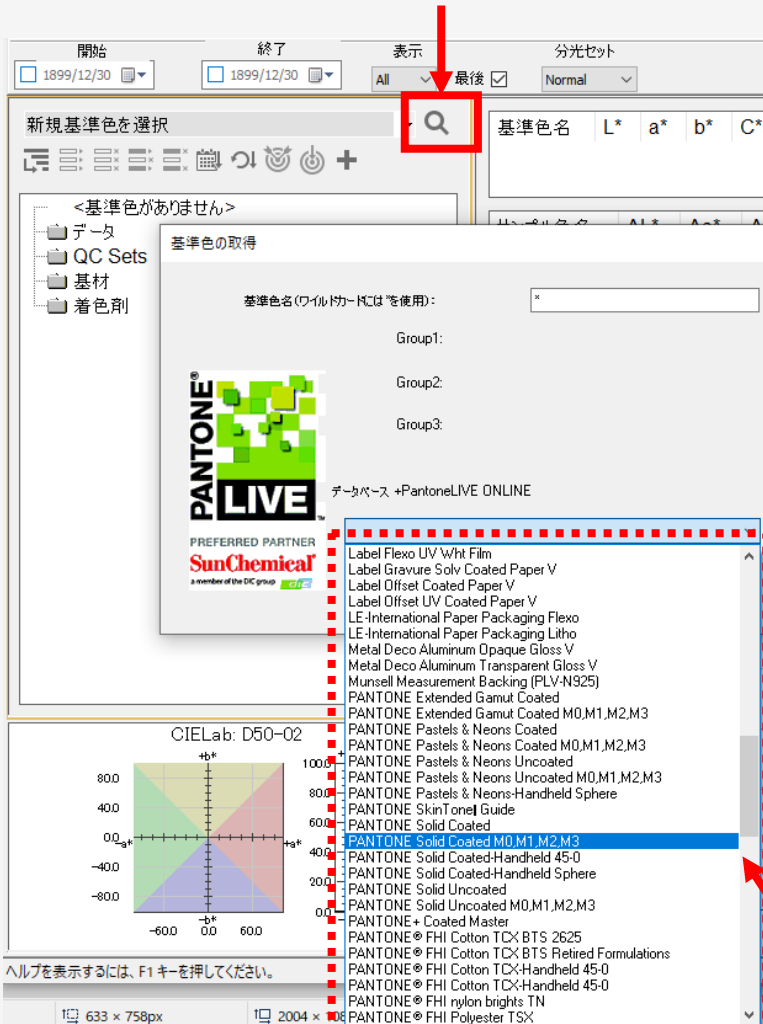 開始 終了 表示 分光セット
1899/12/30 1899/12/30 All 最後 Normal
新規基準色を選択
基準色名 L* a* b* C*
<基準色がありません>
データ
QC Sets
基材
着色剤
基準色の取得
基準色名(ワイルドカードには*を使用):
*
Group1:
Group2:
Group3:
PANTONE®
LIVE™
PREFERRED PARTNER
SunChemical®
a member of the DIC group
データベース +PantoneLIVE ONLINE
Label Flexo UV Wht Film
Label Gravure Solv Coated Paper V
Label Offset Coated Paper V
Label Offset UV Coated Paper V
LE-International Paper Packaging Flexo
LE-International Paper Packaging Litho
Metal Deco Aluminum Opaque Gloss V
Metal Deco Aluminum Transparent Gloss V
Munsell Measurement Backing (PLV-N925)
PANTONE Extended Gamut Coated
PANTONE Extended Gamut Coated M0,M1,M2,M3
PANTONE Pastels & Neons Coated
PANTONE Pastels & Neons Coated M0,M1,M2,M3
PANTONE Pastels & Neons Uncoated
PANTONE Pastels & Neons Uncoated M0,M1,M2,M3
PANTONE Pastels & Neons-Handheld Sphere
PANTONE SkinTone Guide
PANTONE Solid Coated
PANTONE Solid Coated M0,M1,M2,M3
PANTONE Solid Coated-Handheld 45-0
PANTONE Solid Coated-Handheld Sphere
PANTONE Solid Uncoated
PANTONE Solid Uncoated M0,M1,M2,M3
PANTONE+ Coated Master
PANTONE® FHI Cotton TCX BTS 2625
PANTONE® FHI Cotton TCX BTS Retired Formulations
PANTONE® FHI Cotton TCX-Handheld 45-0
PANTONE® FHI Cotton TCX-Handheld 45-0
PANTONE® FHI nylon brights TN
PANTONE® FHI Polyester TSX
CIELab: D50-02
+b*
80.0
40.0
0.0
-40.0
-80.0
-a* +a*
-b*
-60.0 0.0 60.0
100.0
80.0
60.0
40.0
20.0
0.0
ヘルプを表示するには、F1 キーを押してください。
633 × 758px 2004 ×